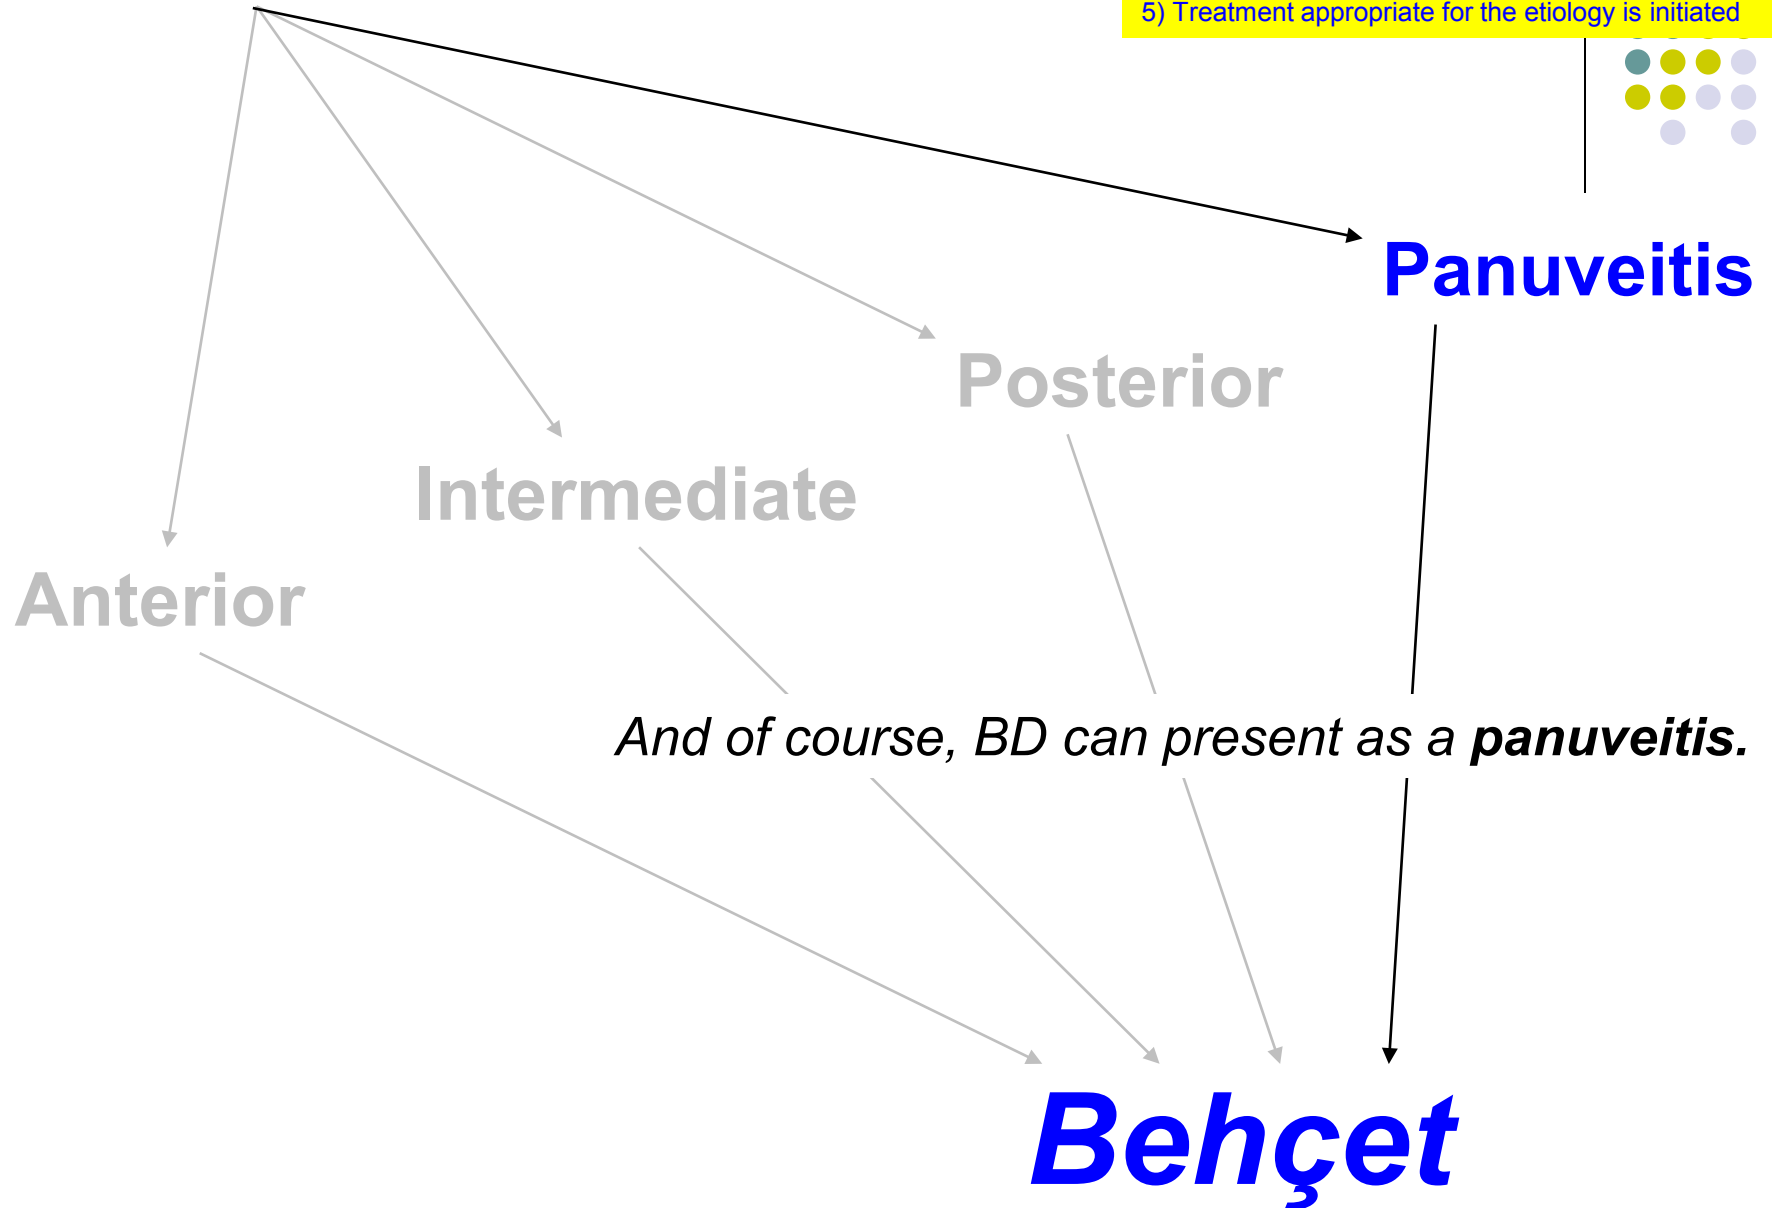 5) Treatment appropriate for the etiology is initiated
Panuveitis
Posterior
Intermediate
Anterior
And of course, BD can present as a panuveitis.
Behçet